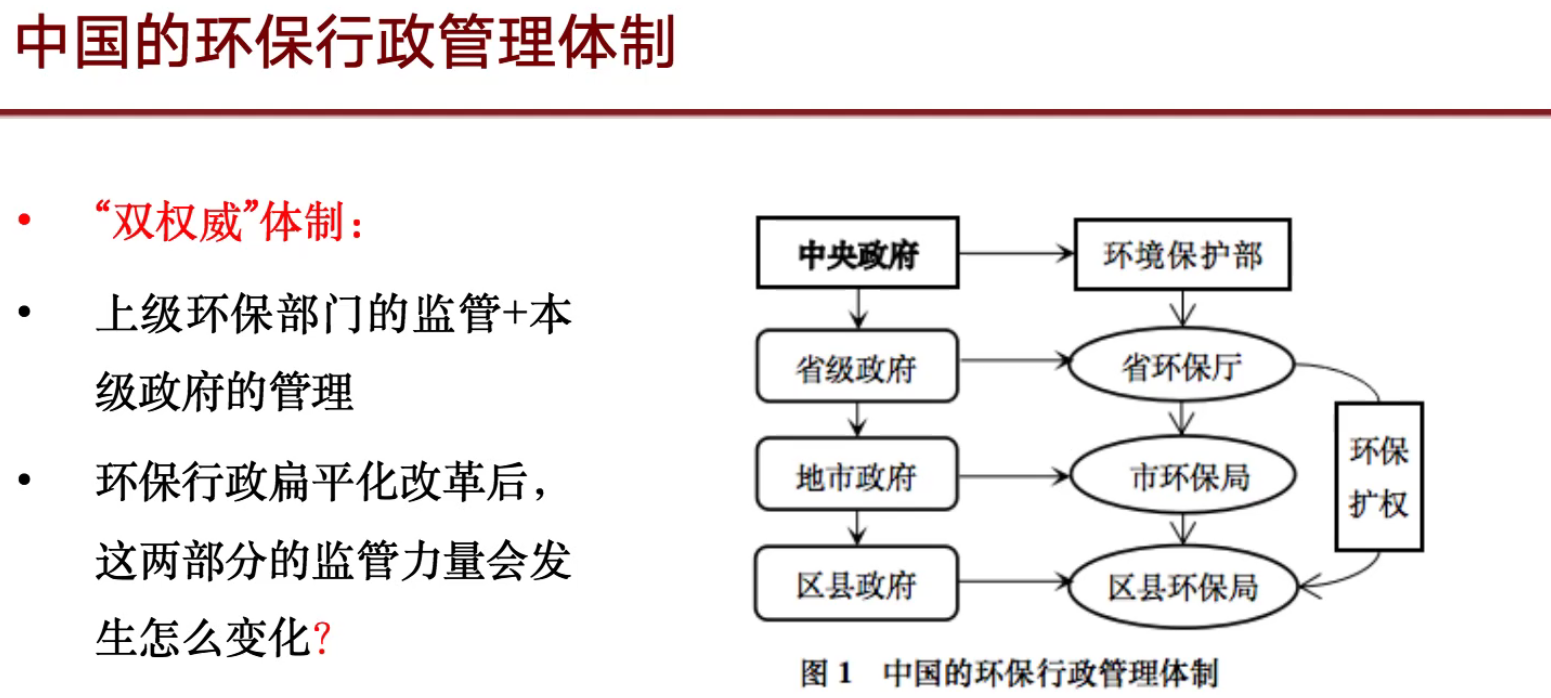 中国的环保行政管理体制
• “双权威”体制：
• 上级环保部门的监管+本
级政府的管理
• 环保行政扁平化改革后，
这两部分的监管力量会发
生怎么变化?
中央政府
环境保护部
省级政府
省环保厅
地市政府
市环保局
环保
扩权
区县政府
区县环保局
图 1 中国的环保行政管理体制